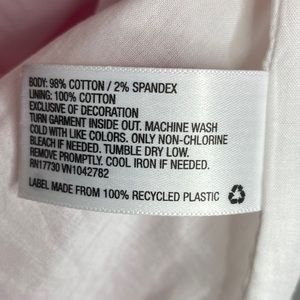 BODY: 98% COTTON / 2% SPANDEX
LINING: 100% COTTON
EXCLUSIVE OF DECORATION
TURN GARMENT INSIDE OUT. MACHINE WASH
COLD WITH LIKE COLORS. ONLY NON-CHLORINE
BLEACH IF NEEDED. TUMBLE DRY LOW.
REMOVE PROMPTLY. COOL IRON IF NEEDED.
RN17730 VN1042782
LABEL MADE FROM 100% RECYCLED PLASTIC